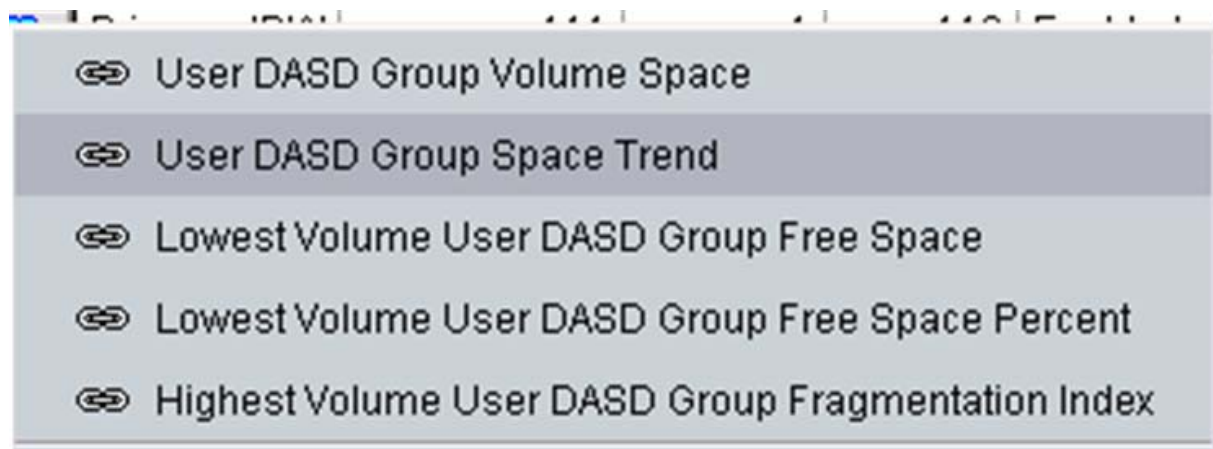 User DASD Group Volume Space
User DASD Group Space Trend
Lowest Volume User DASD Group Free Space
Lowest Volume User DASD Group Free Space Percent
Highest Volume User DASD Group Fragmentation Index